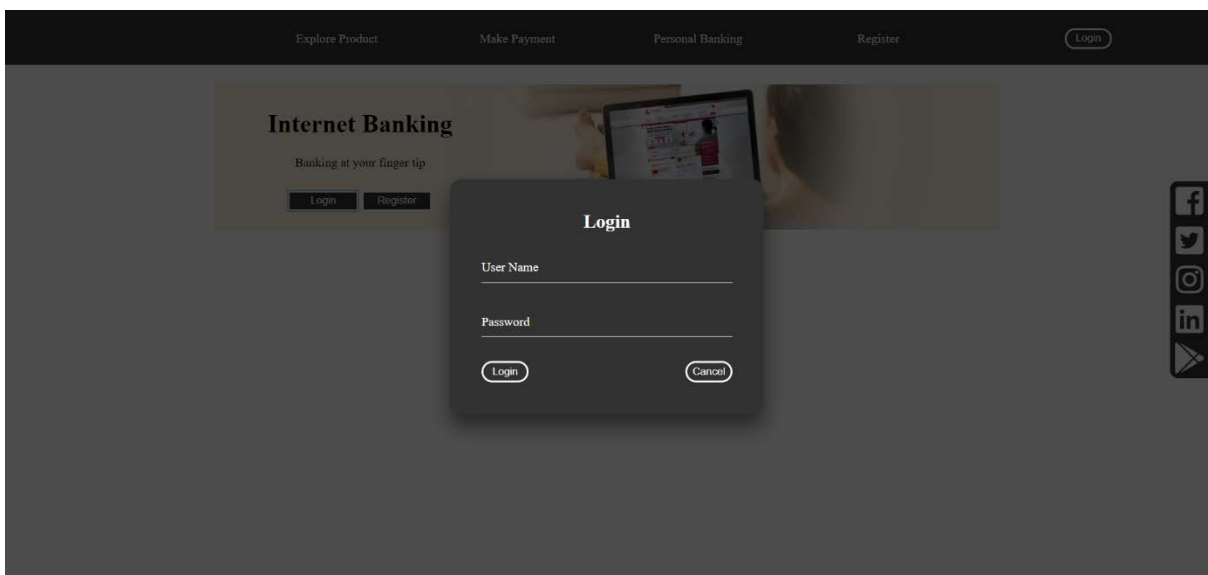 Explore Product Make Payment Personal Banking Register Login
Internet Banking
Banking at your finger tip
Login Register
Login
User Name
Password
Login Cancel